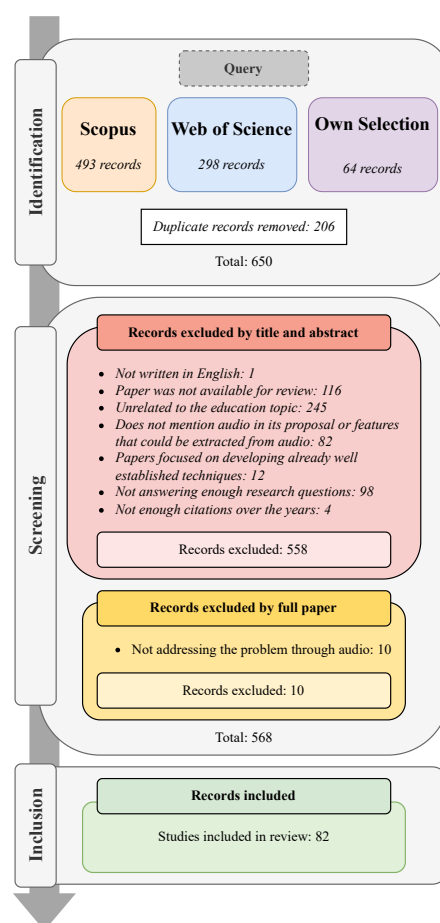 Identification
Query
Scopus
493 records
Web of Science
298 records
Own Selection
64 records
Duplicate records removed: 206
Total: 650
Screening
Records excluded by title and abstract
• Not written in English: 1
• Paper was not available for review: 116
• Unrelated to the education topic: 245
• Does not mention audio in its proposal or features
that could be extracted from audio: 82
• Papers focused on developing already well
established techniques: 12
• Not answering enough research questions: 98
• Not enough citations over the years: 4
Records excluded: 558
Records excluded by full paper
• Not addressing the problem through audio: 10
Records excluded: 10
Total: 568
Inclusion
Records included
Studies included in review: 82